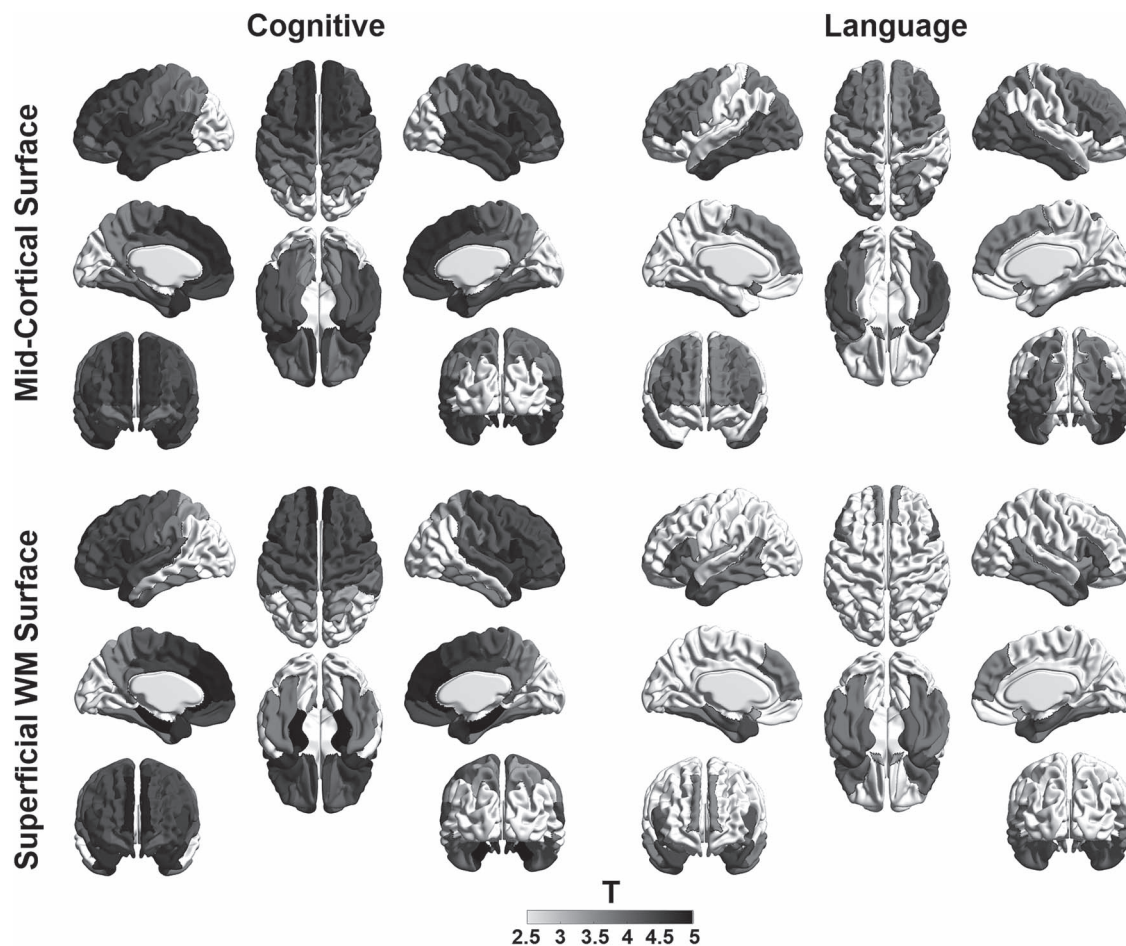 Cognitive
Language
Mid-Cortical Surface
Superficial WM Surface
T
2.5 3 3.5 4 4.5 5